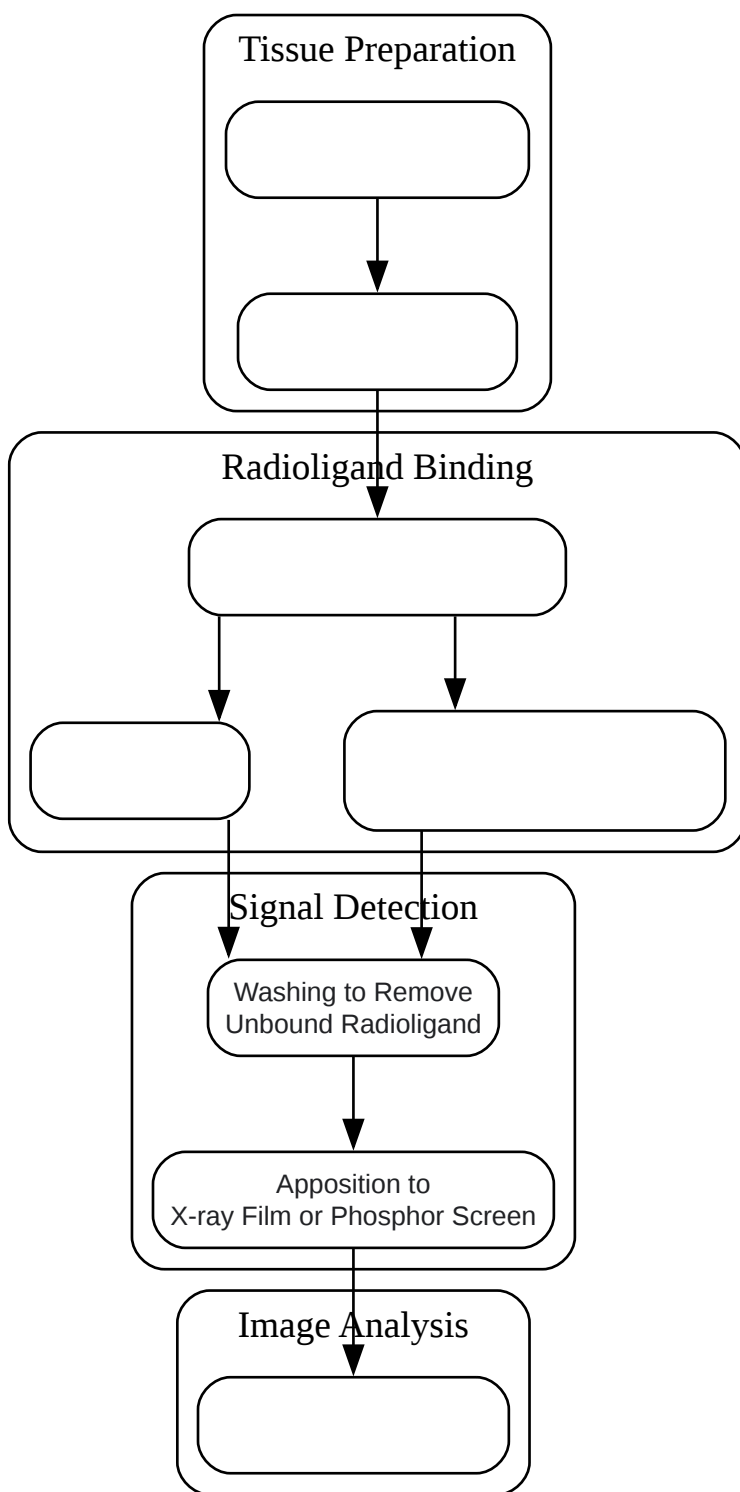 Tissue Preparation
Radioligand Binding
Signal Detection
Washing to Remove
Unbound Radioligand
Apposition to
X-ray Film or Phosphor Screen
Image Analysis